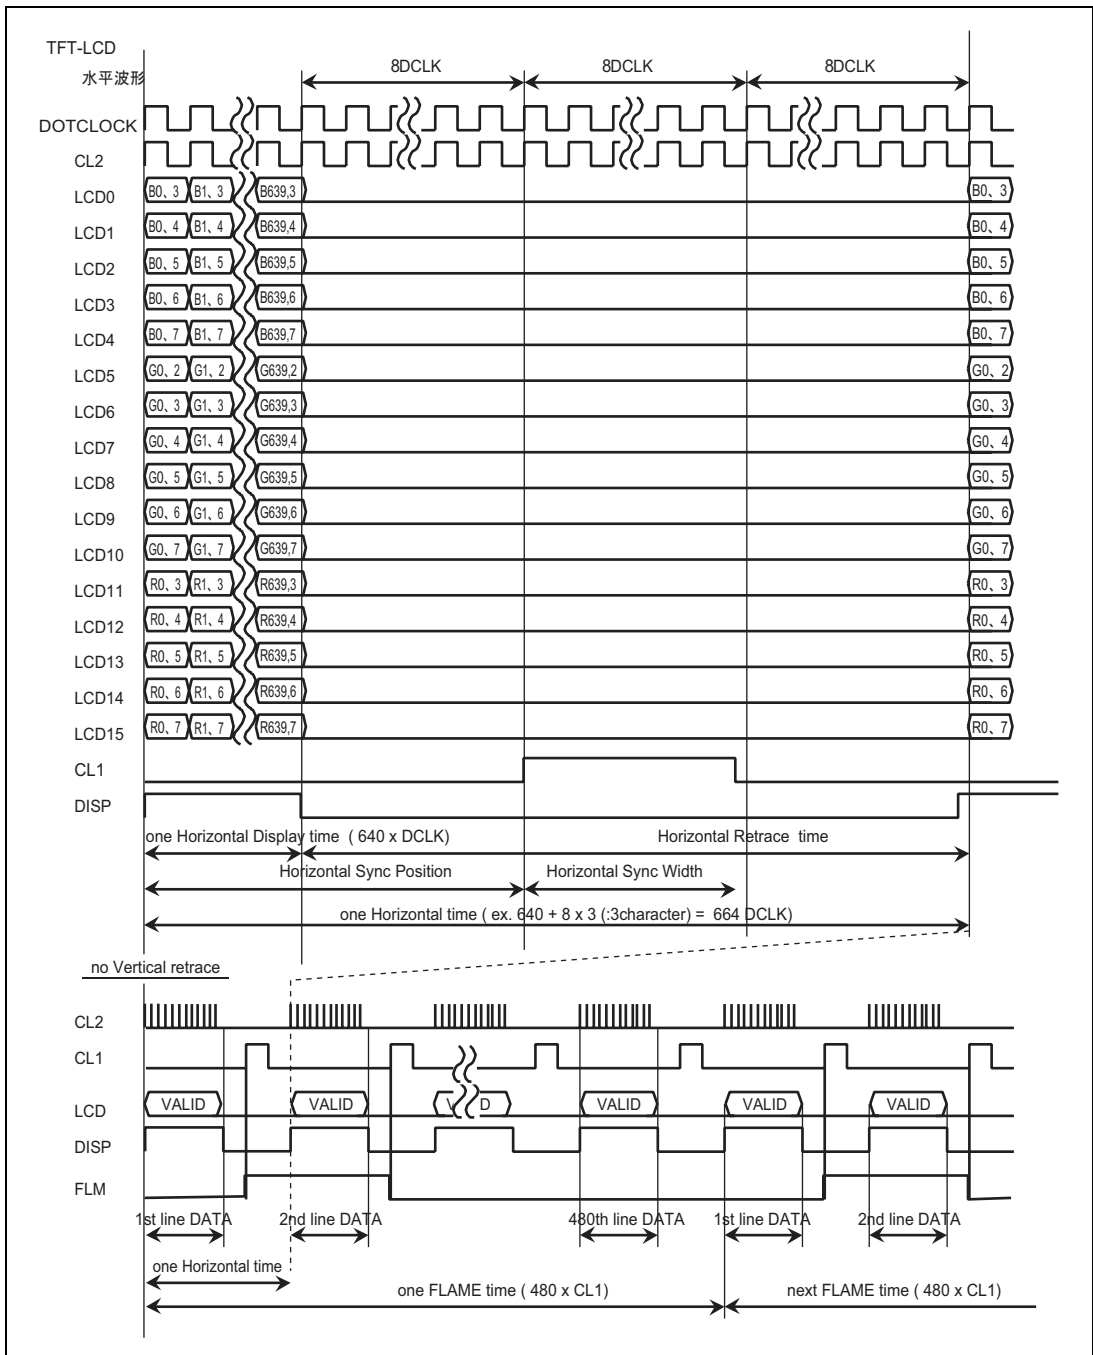 TFT-LCD
水平波形
8DCLK 8DCLK 8DCLK
DOTCLOCK
CL2
LCD0 B0、3 B1、3 B639,3 B0、3
LCD1 B0、4 B1、4 B639,4 B0、4
LCD2 B0、5 B1、5 B639,5 B0、5
LCD3 B0、6 B1、6 B639,6 B0、6
LCD4 B0、7 B1、7 B639,7 B0、7
LCD5 G0、2 G1、2 G639,2 G0、2
LCD6 G0、3 G1、3 G639,3 G0、3
LCD7 G0、4 G1、4 G639,4 G0、4
LCD8 G0、5 G1、5 G639,5 G0、5
LCD9 G0、6 G1、6 G639,6 G0、6
LCD10 G0、7 G1、7 G639,7 G0、7
LCD11 R0、3 R1、3 R639,3 R0、3
LCD12 R0、4 R1、4 R639,4 R0、4
LCD13 R0、5 R1、5 R639,5 R0、5
LCD14 R0、6 R1、6 R639,6 R0、6
LCD15 R0、7 R1、7 R639,7 R0、7
CL1
DISP
one Horizontal Display time ( 640 x DCLK) Horizontal Retrace time
Horizontal Sync Position Horizontal Sync Width
one Horizontal time ( ex. 640 + 8 x 3 (:3character) = 664 DCLK)
no Vertical retrace
CL2
CL1
LCD VALID VALID V D VALID VALID VALID
DISP
FLM
1st line DATA 2nd line DATA 480th line DATA 1st line DATA 2nd line DATA
one Horizontal time
one FLAME time ( 480 x CL1) next FLAME time ( 480 x CL1)